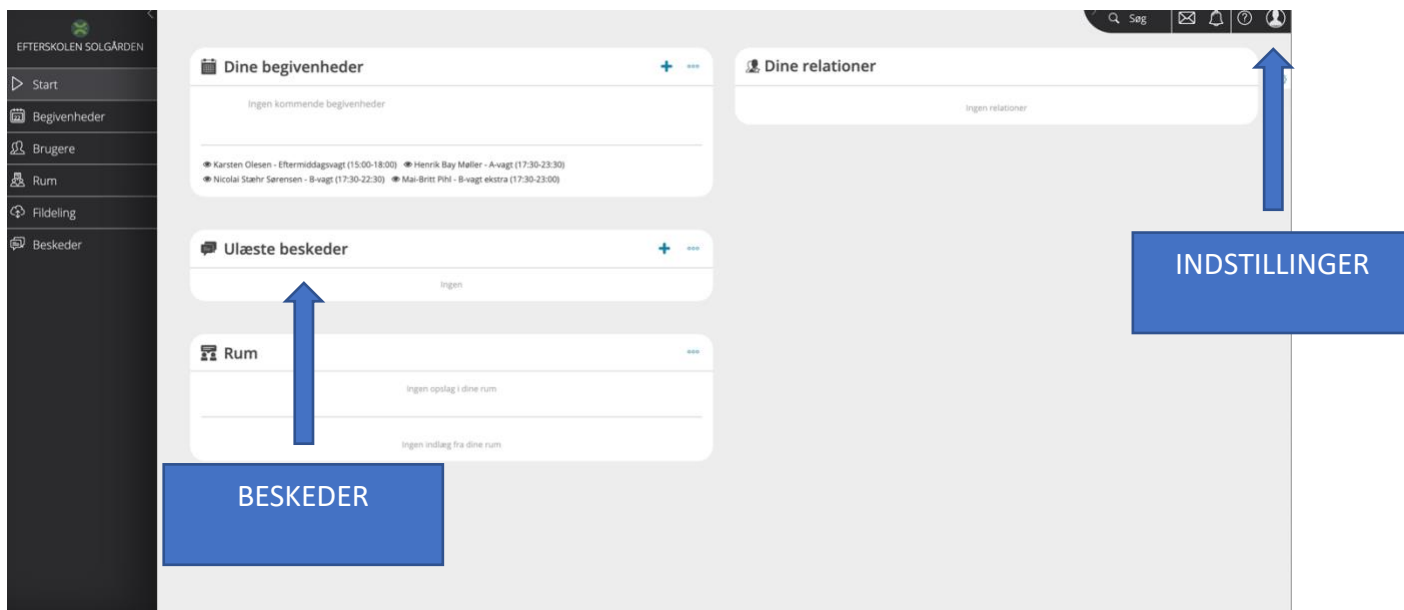 EFTERSKOLEN SOLGÅRDEN
Start
Begivenheder
Brugere
Rum
Fildeling
Beskeder
Søg
Dine begivenheder
Ingen kommende begivenheder
Karsten Olesen - Eftermiddagsvagt (15:00-18:00) Henrik Bay Møller - A-vagt (17:30-23:30)
Nicolai Stæhr Sørensen - B-vagt (17:30-22:30) Mai-Britt Pihl - B-vagt ekstra (17:30-23:00)
Dine relationer
Ingen relationer
Ulæste beskeder
Ingen
Rum
Ingen opslag i dine rum
Ingen indlæg fra dine rum
INDSTILLINGER
BESKEDER